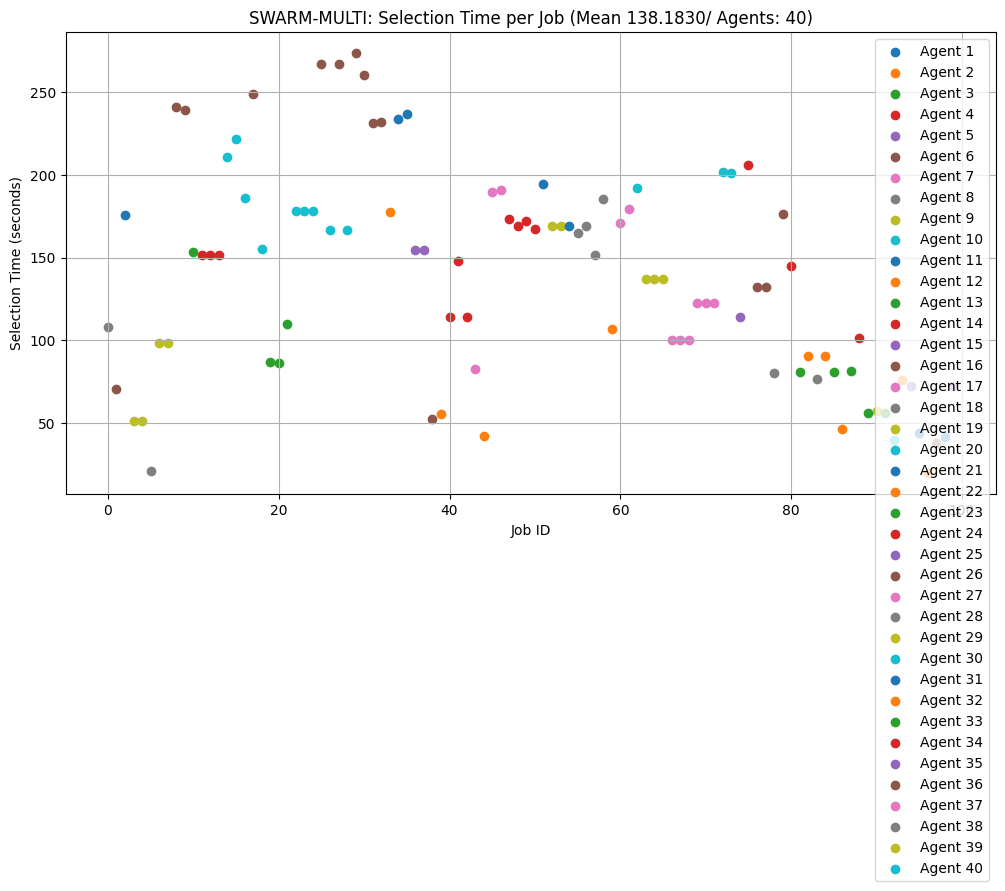 SWARM-MULTI: Selection Time per Job (Mean 138.1830/ Agents: 40)
Selection Time (seconds)
250
200
150
100
50
0
20
40
60
80
100
Job ID
Agent 1
Agent 2
Agent 3
Agent 4
Agent 5
Agent 6
Agent 7
Agent 8
Agent 9
Agent 10
Agent 11
Agent 12
Agent 13
Agent 14
Agent 15
Agent 16
Agent 17
Agent 18
Agent 19
Agent 20
Agent 21
Agent 22
Agent 23
Agent 24
Agent 25
Agent 26
Agent 27
Agent 28
Agent 29
Agent 30
Agent 31
Agent 32
Agent 33
Agent 34
Agent 35
Agent 36
Agent 37
Agent 38
Agent 39
Agent 40